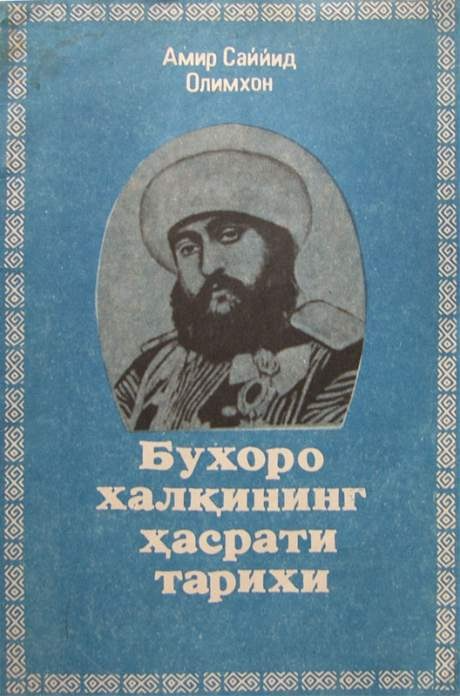 Амир Саййид
Олимхон
Бухоро
халқининг
ҳасрати
тарихи